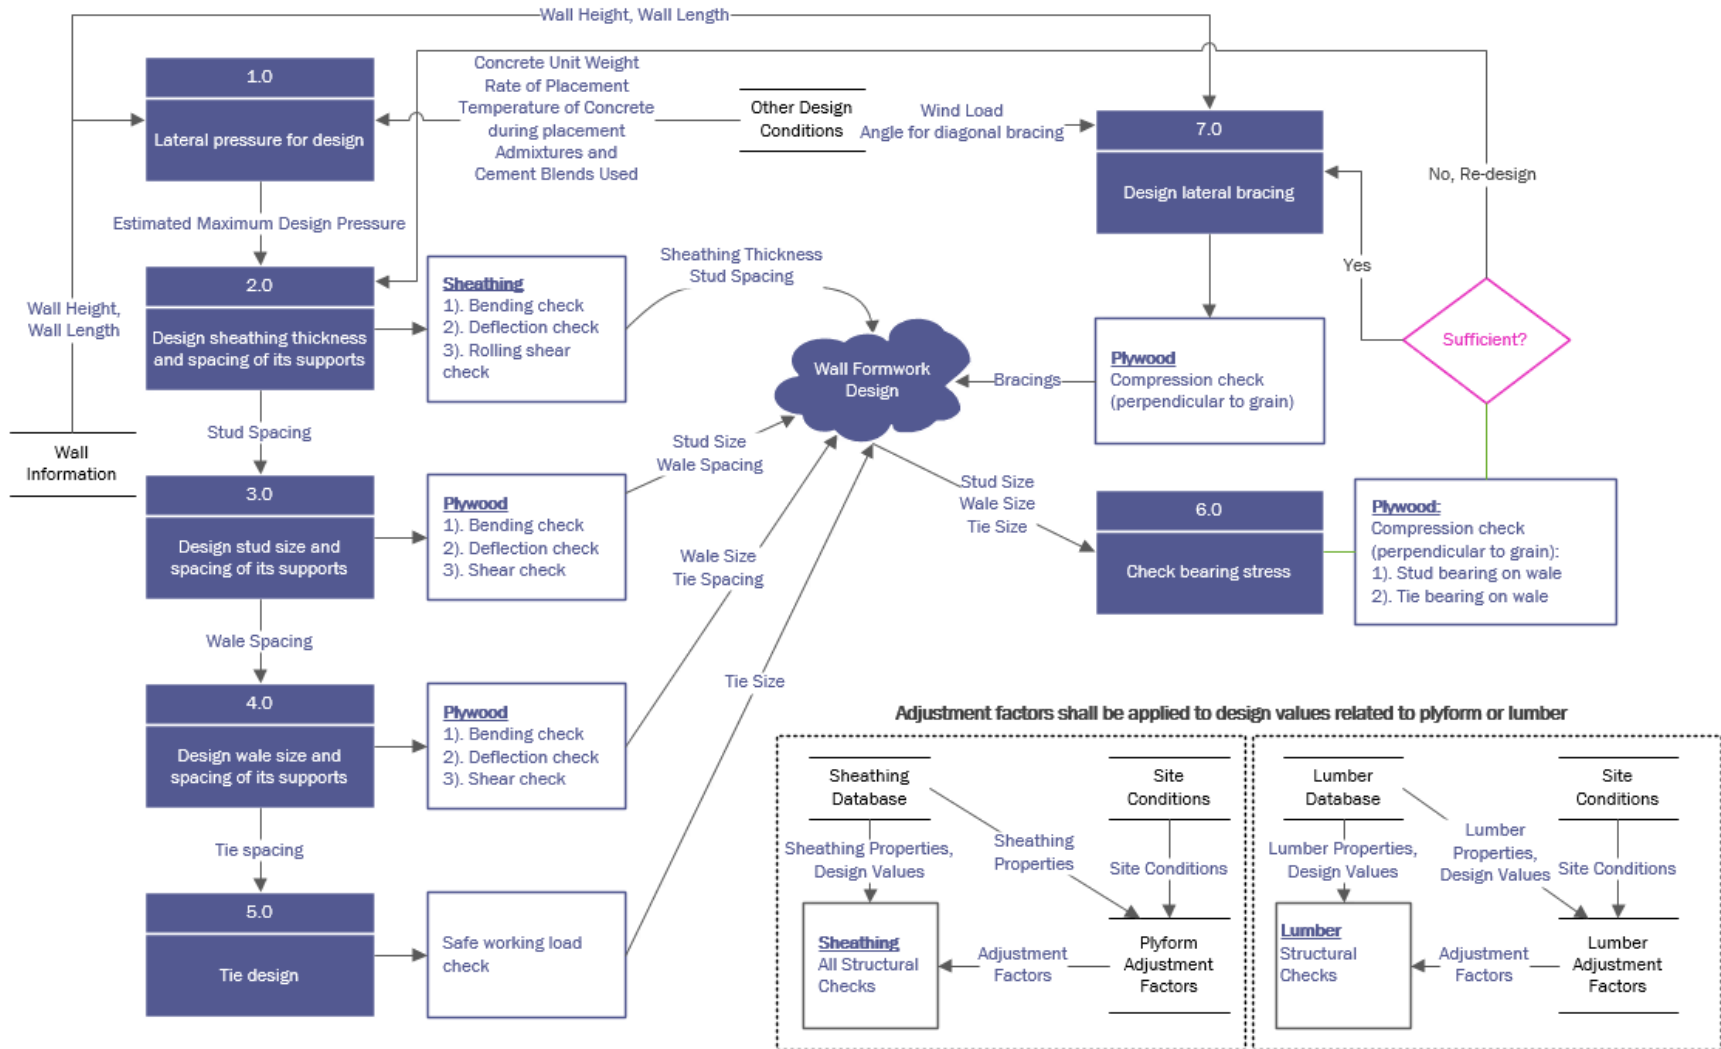 Wall Height, Wall Length
1.0
Lateral pressure for design
Concrete Unit Weight
Rate of Placement
Temperature of Concrete
during placement
Admixtures and
Cement Blends Used
Other Design
Conditions
Wind Load
Angle for diagonal bracing
7.0
Design lateral bracing
No, Re-design
Estimated Maximum Design Pressure
Wall Height,
Wall Length
2.0
Design sheathing thickness
and spacing of its supports
Sheathing
1). Bending check
2). Deflection check
3). Rolling shear
check
Sheathing Thickness
Stud Spacing
Yes
Sufficient?
Wall Formwork
Design
Bracings
Plywood
Compression check
(perpendicular to grain)
Stud Spacing
Wall
Information
3.0
Design stud size and
spacing of its supports
Plywood
1). Bending check
2). Deflection check
3). Shear check
Stud Size
Wale Spacing
Stud Size
Wale Size
Tie Size
6.0
Check bearing stress
Plywood:
Compression check
(perpendicular to grain):
1). Stud bearing on wale
2). Tie bearing on wale
Wale Size
Tie Spacing
Wale Spacing
4.0
Design wale size and
spacing of its supports
Plywood
1). Bending check
2). Deflection check
3). Shear check
Tie Size
Tie spacing
5.0
Tie design
Safe working load
check
Adjustment factors shall be applied to design values related to plyform or lumber
Sheathing
Database
Site
Conditions
Sheathing Properties,
Design Values
Sheathing
Properties
Site Conditions
Sheathing
All Structural
Checks
Adjustment
Factors
Plyform
Adjustment
Factors
Lumber
Database
Site
Conditions
Lumber Properties,
Design Values
Lumber
Properties,
Design Values
Site Conditions
Lumber
Structural
Checks
Adjustment
Factors
Lumber
Adjustment
Factors